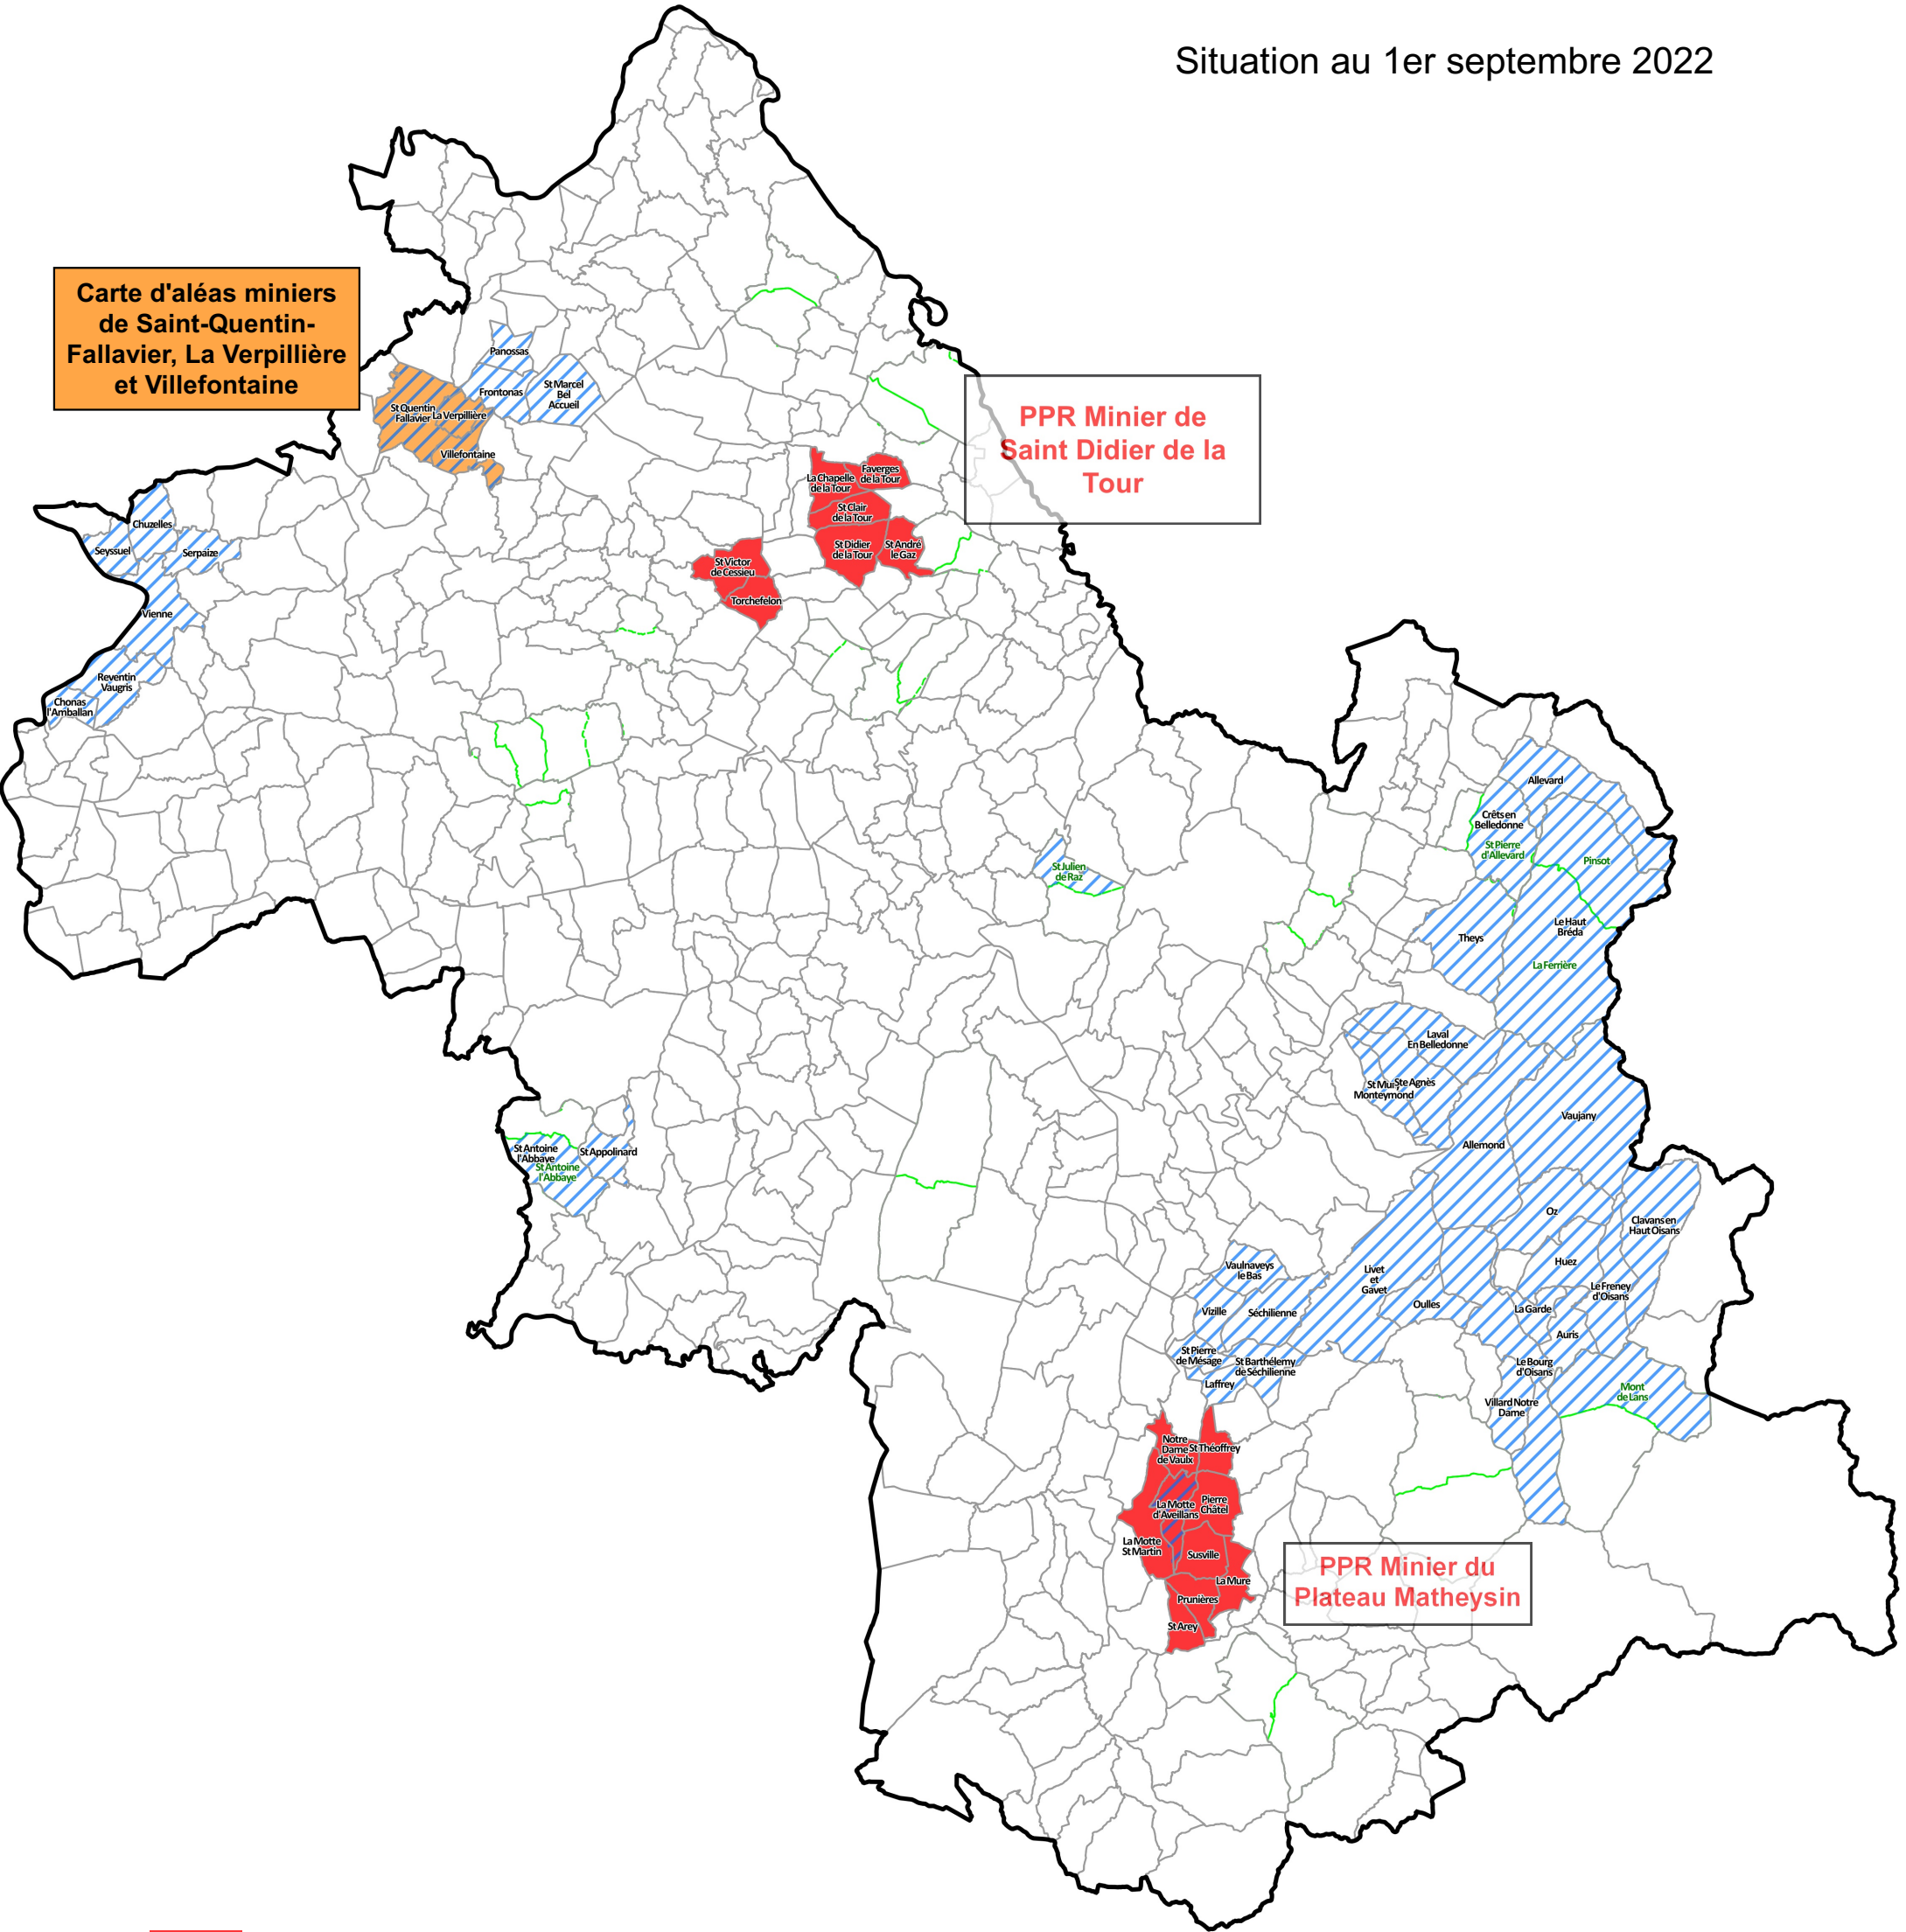 Situation au 1er septembre 2022
Carte d'aléas miniers
de Saint-Quentin-
Fallavier, La Verpillière
et Villefontaine
Panossas
Frontonas
St Marcel
Bel
Accueil
St Quentin
Fallavier
La Verpillière
Villefontaine
PPR Minier de
Saint Didier de la
Tour
La Chapelle
de la Tour
Faverges
de la Tour
St Clair
de la Tour
St Didier
de la Tour
St André
le Gaz
St Victor
de Cessieu
Torchefelon
Chuzelles
Seyssuel
Serpaize
Vienne
Reventin
Vaugris
Chonas
l'Amballan
Allevard
Crêts en
Belledonne
St Pierre
d'Allevard
Pinsot
St Julien
de Raz
Le Haut
Bréda
Theys
La Ferrière
Laval
En Belledonne
Ste Agnès
Monteymond
Vaujany
Allemond
St Antoine
l'Abbaye
St Antoine
l'Abbaye
St Appolinard
Oz
Clavans en
Haut Oisans
Huez
Vaulnaveys
le Bas
Livet
et
Gavet
Le Freney
d'Oisans
Oulles
La Garde
Vizille
Séchilienne
Auris
St Pierre
de Mésage
St Barthélemy
de Séchilienne
Laffrey
Le Bourg
d'Oisans
Mont
de Lans
Villard Notre
Dame
Notre
Dame
de Vaulx
St Théoffrey
La Motte
d'Aveillans
Pierre
Châtel
La Motte
St Martin
Susville
La Mure
Prunières
St Arey
PPR Minier du
Plateau Matheysin